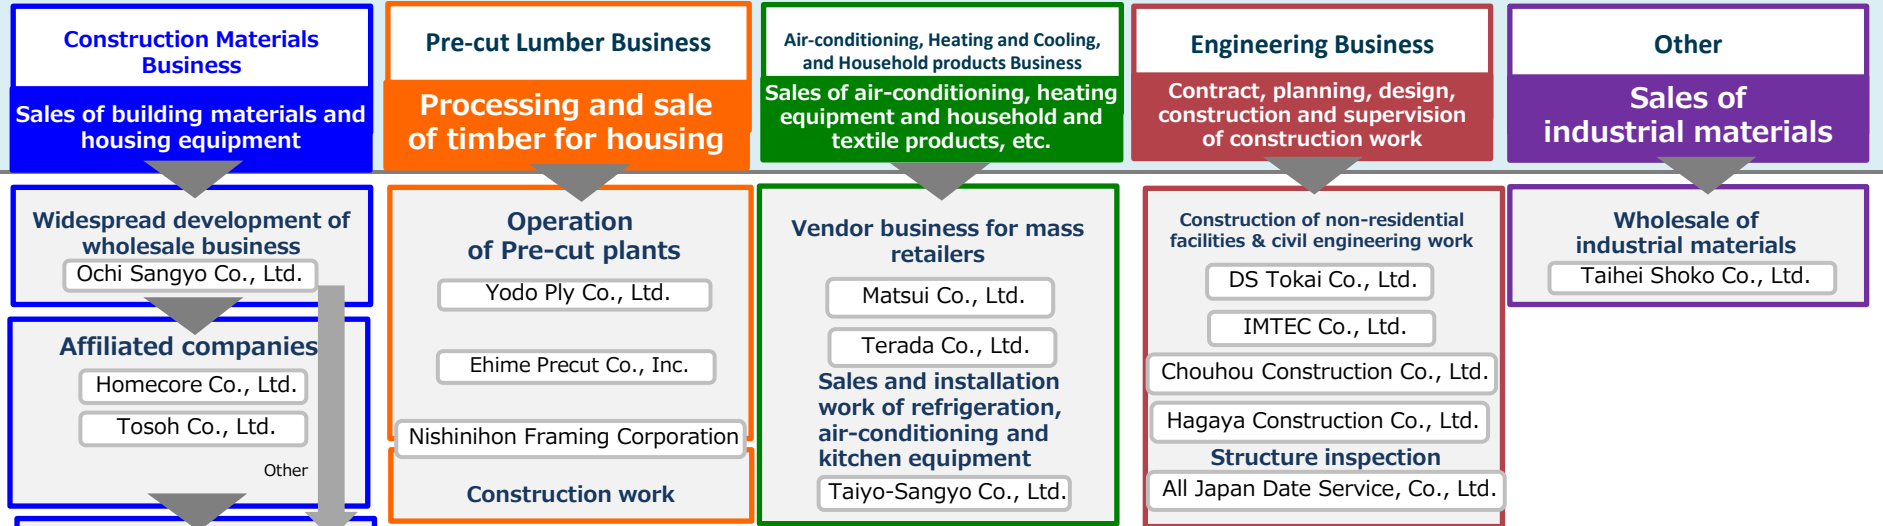 Construction Materials
Business
Sales of building materials and
housing equipment
Widespread development of
wholesale business
Ochi Sangyo Co., Ltd.
Affiliated companies
Homecore Co., Ltd.
Tosoh Co., Ltd.
Other
Pre-cut Lumber Business
Processing and sale
of timber for housing
Operation
of Pre-cut plants
Yodo Ply Co., Ltd.
Ehime Precut Co., Inc.
Nishinihon Framing Corporation
Construction work
Air-conditioning, Heating and Cooling,
and Household products Business
Sales of air-conditioning, heating
equipment and household and
textile products, etc.
Vendor business for mass
retailers
Matsui Co., Ltd.
Terada Co., Ltd.
Sales and installation
work of refrigeration,
air-conditioning and
kitchen equipment
Taiyo-Sangyo Co., Ltd.
Engineering Business
Contract, planning, design,
construction and supervision
of construction work
Construction of non-residential
facilities & civil engineering work
DS Tokai Co., Ltd.
IMTEC Co., Ltd.
Chouhou Construction Co., Ltd.
Hagaya Construction Co., Ltd.
Structure inspection
All Japan Date Service, Co., Ltd.
Other
Sales of
industrial materials
Wholesale of
industrial materials
Taihei Shoko Co., Ltd.